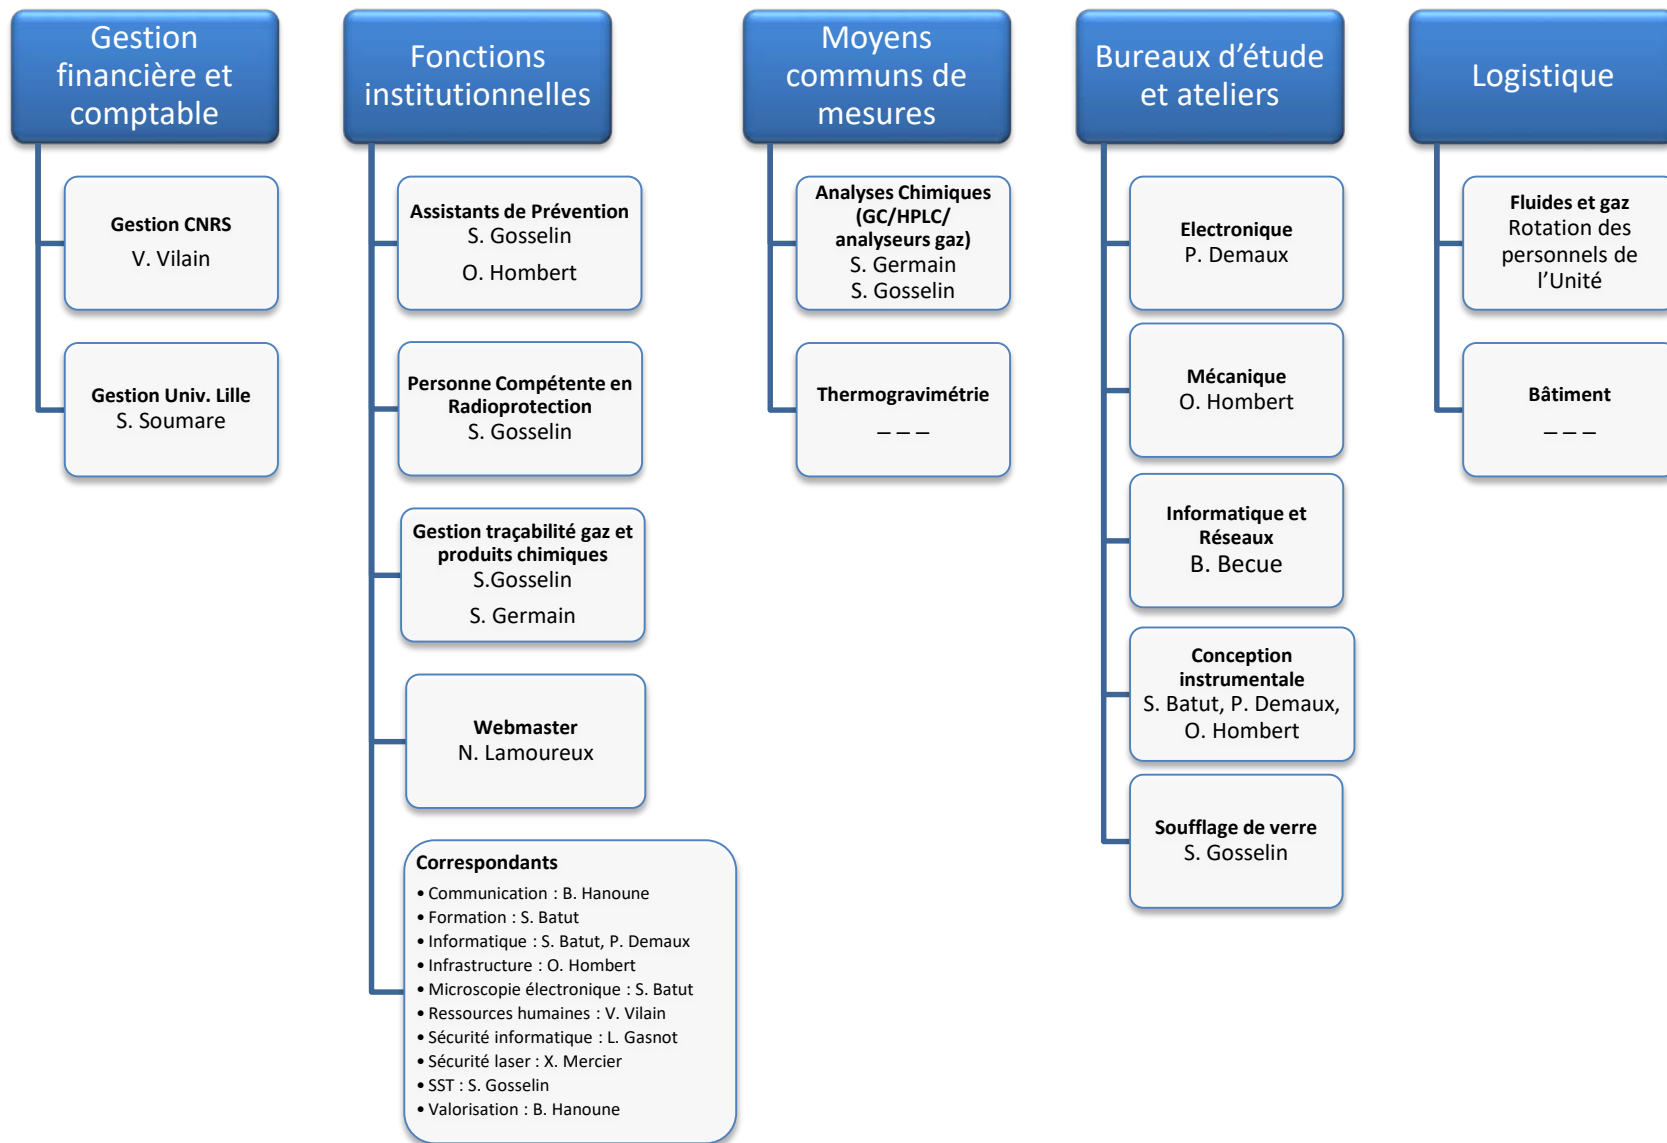 Gestion
financière et
comptable
Gestion CNRS
V. Vilain
Gestion Univ. Lille
S. Soumare
Fonctions
institutionnelles
Assistants de Prévention
S. Gosselin
O. Hombert
Personne Compétente en
Radioprotection
S. Gosselin
Gestion traçabilité gaz et
produits chimiques
S.Gosselin
S. Germain
Webmaster
N. Lamoureux
Correspondants
• Communication : B. Hanoune
• Formation : S. Batut
• Informatique : S. Batut, P. Demaux
• Infrastructure : O. Hombert
• Microscopie électronique : S. Batut
• Ressources humaines : V. Vilain
• Sécurité informatique : L. Gasnot
• Sécurité laser : X. Mercier
• SST : S. Gosselin
• Valorisation : B. Hanoune
Moyens
communs de
mesures
Analyses Chimiques
(GC/HPLC/
analyseurs gaz)
S. Germain
S. Gosselin
Thermogravimétrie
– – –
Bureaux d’étude
et ateliers
Electronique
P. Demaux
Mécanique
O. Hombert
Informatique et
Réseaux
B. Becue
Conception
instrumentale
S. Batut, P. Demaux,
O. Hombert
Soufflage de verre
S. Gosselin
Logistique
Fluides et gaz
Rotation des
personnels de
l’Unité
Bâtiment
– – –